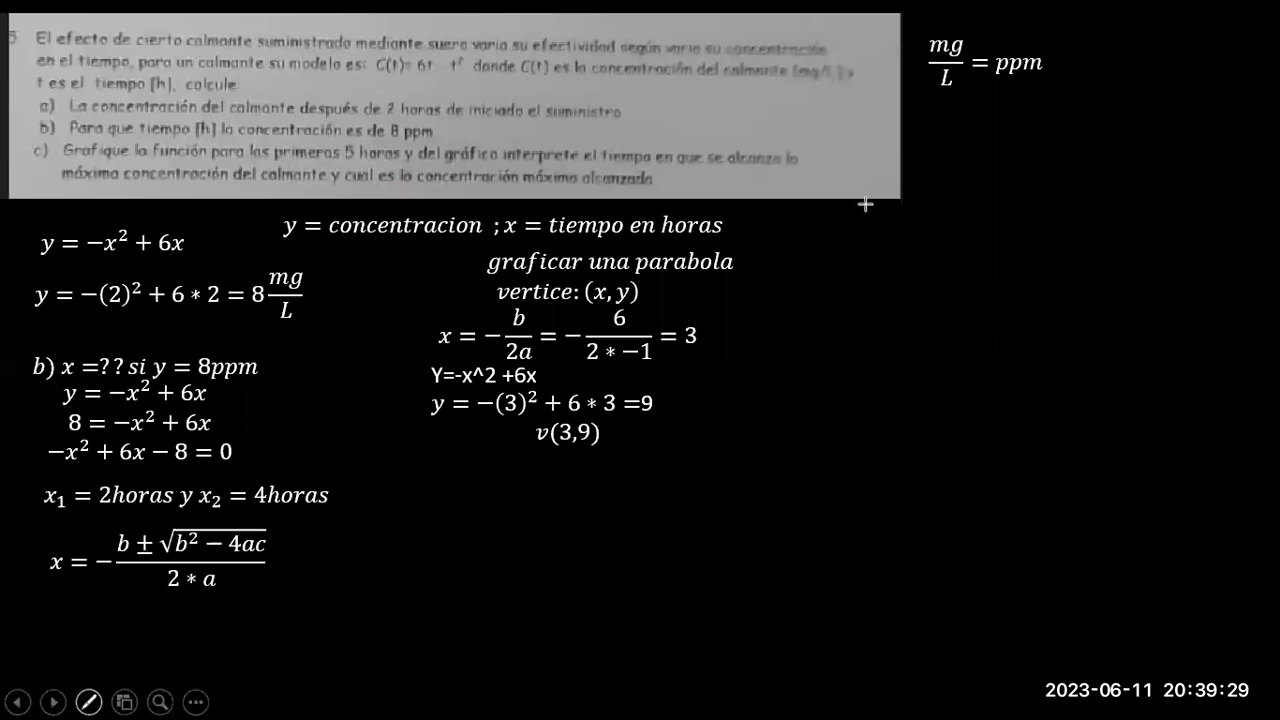 5 El efecto de cierto calmante suministrado mediante suero varia su efectividad según varie su concentración
en el tiempo, para un calmante su modelo es: C(t)= 6t - t² donde C(t) es la concentración del calmante [mg/L] y
t es el tiempo [h], calcule:
a) La concentración del calmante después de 2 horas de iniciado el suministro
b) Para que tiempo [h] la concentración es de 8 ppm
c) Grafique la función para las primeras 5 horas y del gráfico interprete el tiempo en que se alcanza la
máxima concentración del calmante y cual es la concentración máxima alcanzada
mg/L = ppm
y = concentracion ; x = tiempo en horas
y = −x² + 6x
y = −(2)² + 6 ∗ 2 = 8 mg/L
b) x =?? si y = 8ppm
y = −x² + 6x
8 = −x² + 6x
−x² + 6x − 8 = 0
x₁ = 2horas y x₂ = 4horas
x = − (b ± √(b² − 4ac))/(2 ∗ a)
graficar una parabola
vertice: (x, y)
x = − b/2a = − 6/(2 ∗ −1) = 3
Y=-x^2 +6x
y = −(3)² + 6 ∗ 3 =9
v(3,9)
2023-06-11 20:39:29